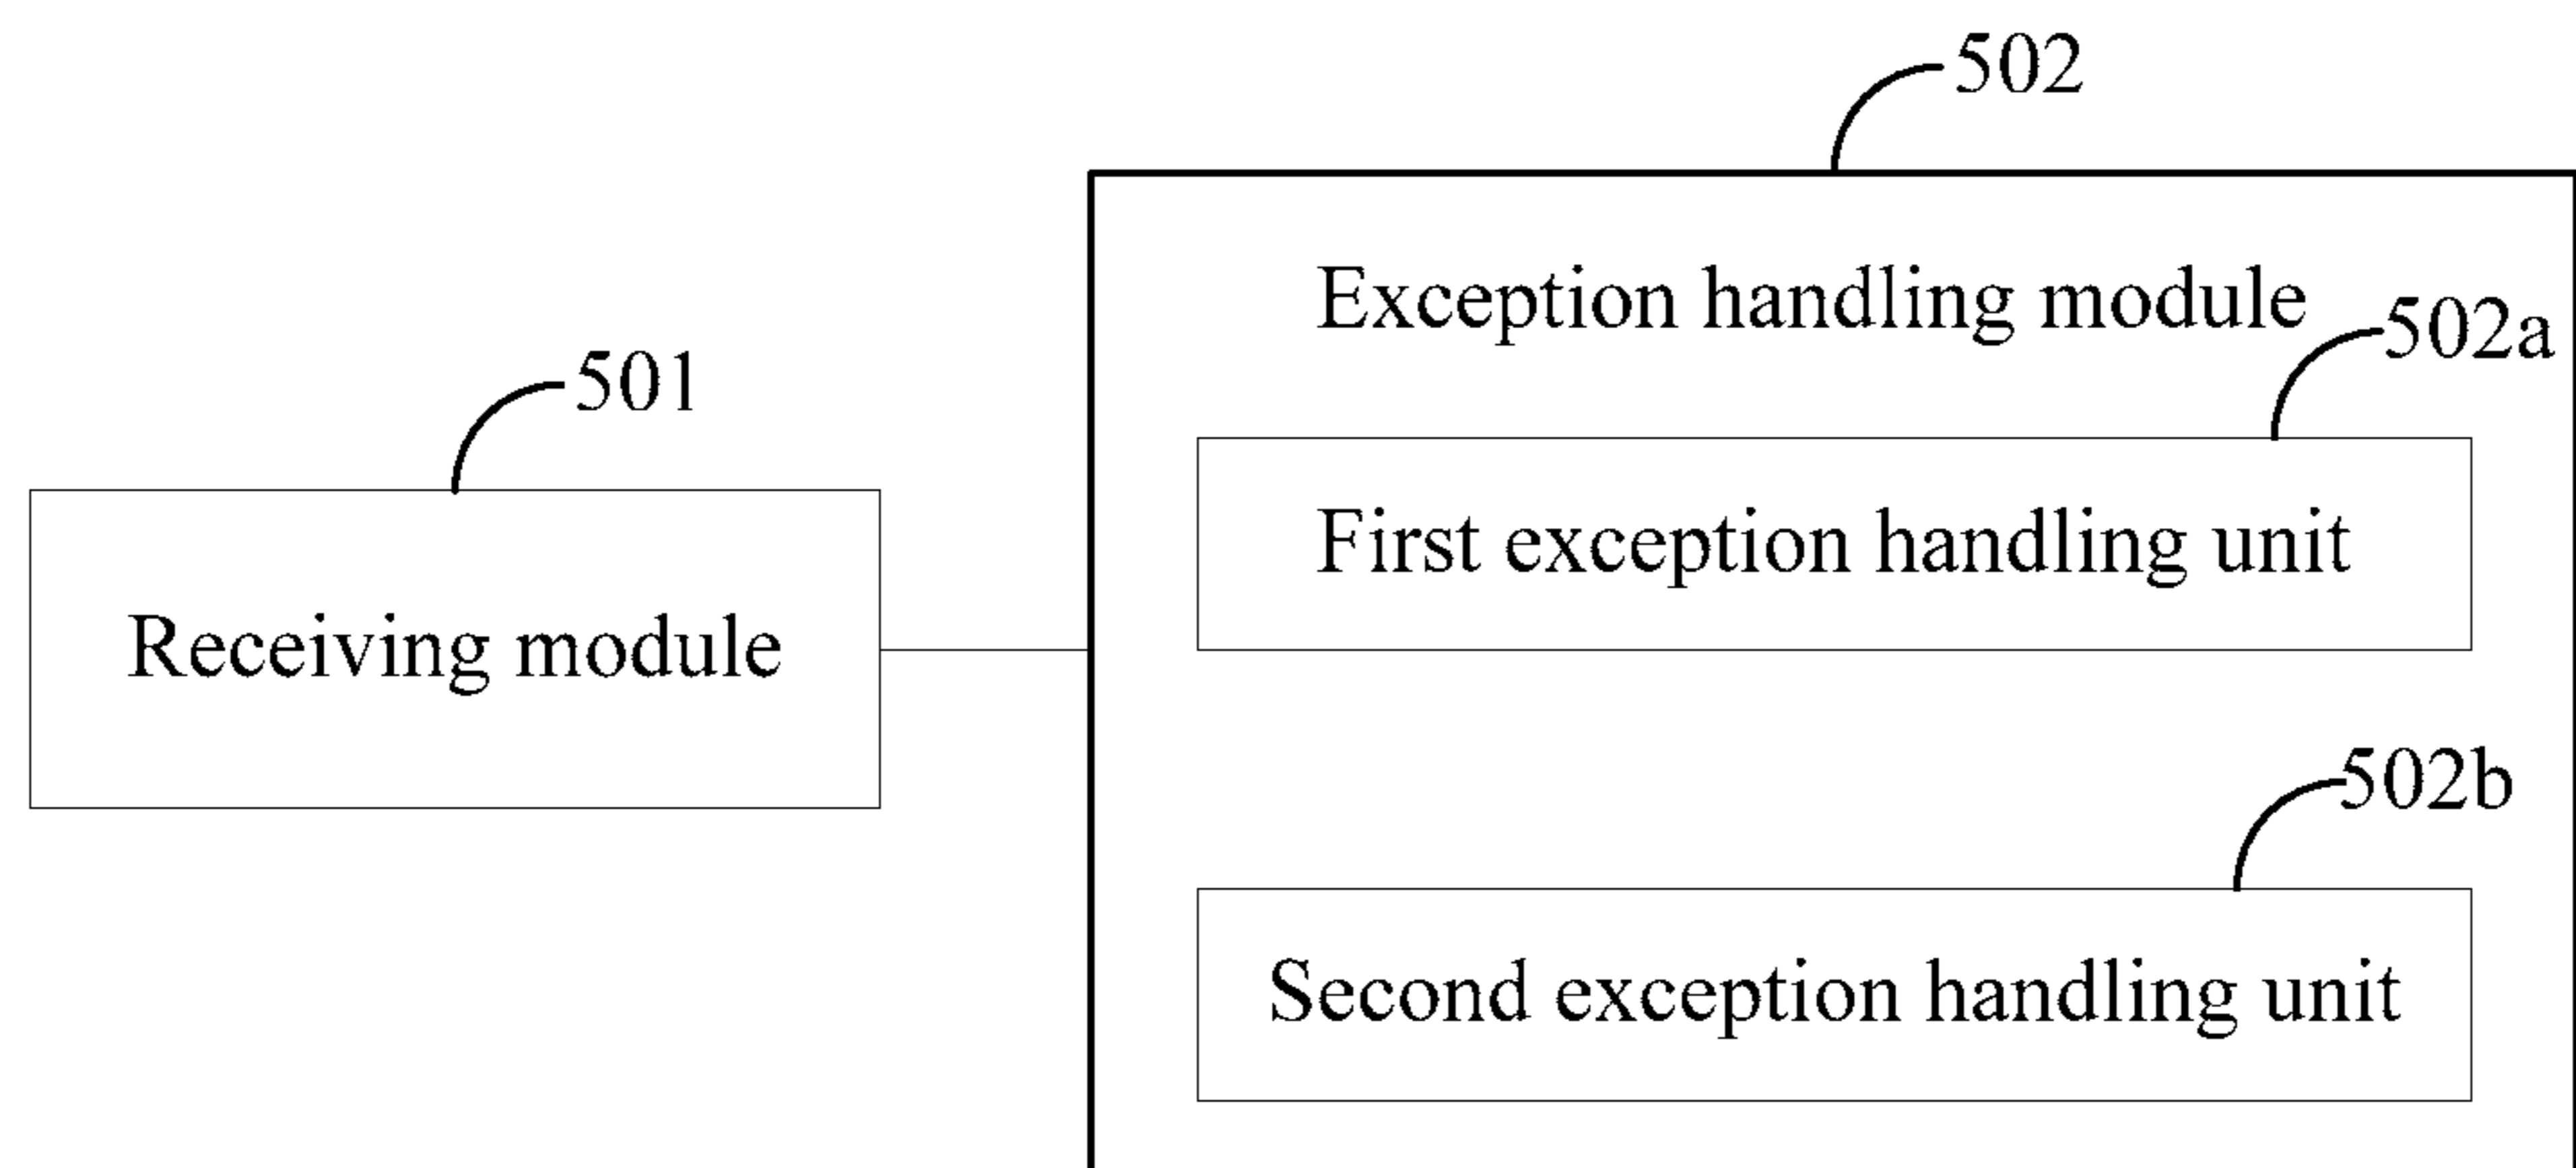 502
Exception handling module
502a
501
First exception handling unit
Receiving module
502b
Second exception handling unit